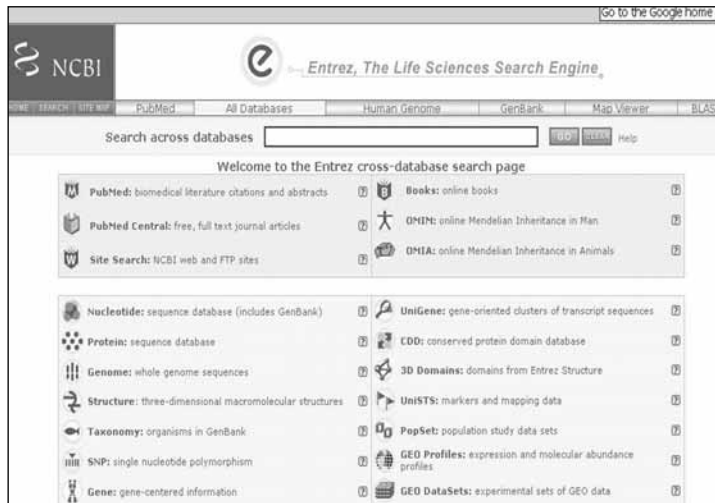 Go to the Google home
NCBI
e
Entrez, The Life Sciences Search Engine
HOME SEARCH SITE MAP PubMed All Databases Human Genome GenBank Map Viewer BLAS
Search across databases GO CLEAR Help
Welcome to the Entrez cross-database search page
PubMed: biomedical literature citations and abstracts ?
Books: online books ?
PubMed Central: free, full text journal articles ?
OMIM: online Mendelian Inheritance in Man ?
Site Search: NCBI web and FTP sites ?
OMIA: online Mendelian Inheritance in Animals ?
Nucleotide: sequence database (includes GenBank) ?
UniGene: gene-oriented clusters of transcript sequences ?
Protein: sequence database ?
CDD: conserved protein domain database ?
Genome: whole genome sequences ?
3D Domains: domains from Entrez Structure ?
Structure: three-dimensional macromolecular structures ?
UniSTS: markers and mapping data ?
Taxonomy: organisms in GenBank ?
PopSet: population study data sets ?
SNP: single nucleotide polymorphism ?
GEO Profiles: expression and molecular abundance
profiles ?
Gene: gene-centered information ?
GEO DataSets: experimental sets of GEO data ?